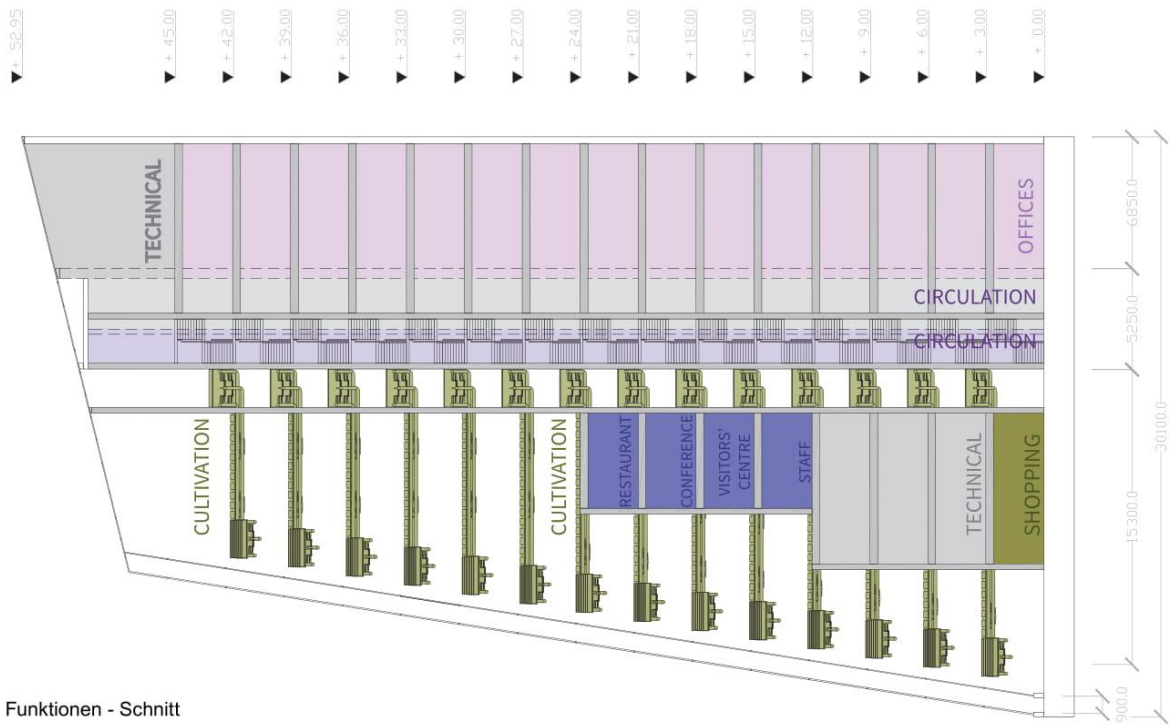 + 52.95
+ 45.00
+ 42.00
+ 39.00
+ 36.00
+ 33.00
+ 30.00
+ 27.00
+ 24.00
+ 21.00
+ 18.00
+ 15.00
+ 12.00
+ 9.00
+ 6.00
+ 3.00
+ 0.00
TECHNICAL
OFFICES
CIRCULATION
CIRCULATION
CULTIVATION
CULTIVATION
RESTAURANT
CONFERENCE
VISITORS'
CENTRE
STAFF
TECHNICAL
SHOPPING
6850.0
5250.0
15300.0
900.0
30100.0
Funktionen - Schnitt